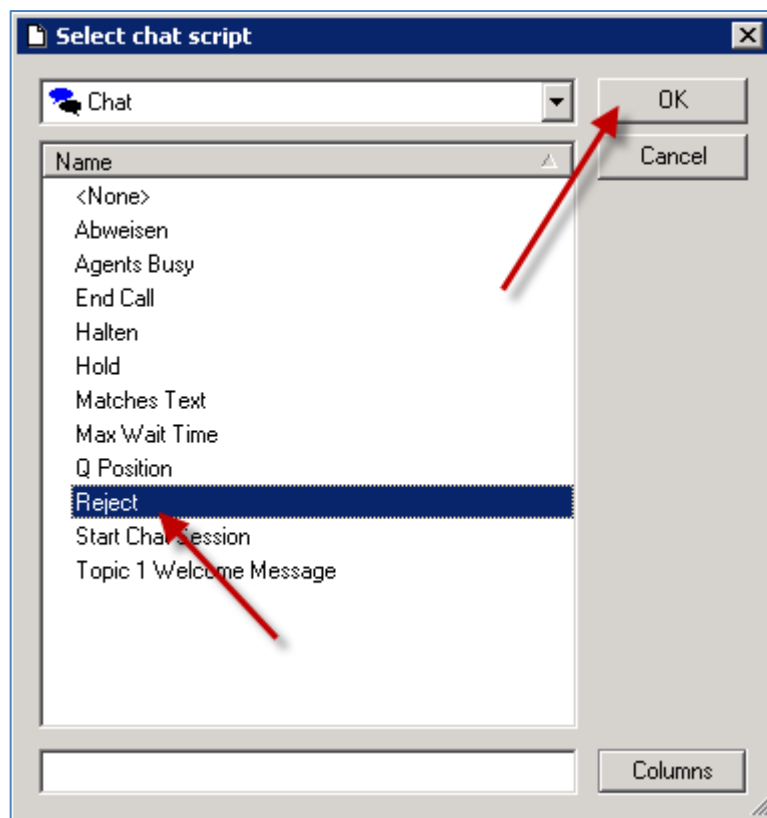 Select chat script
Chat
OK
Cancel
Name
<None>
Abweisen
Agents Busy
End Call
Halten
Hold
Matches Text
Max Wait Time
Q Position
Reject
Start Chat Session
Topic 1 Welcome Message
Columns